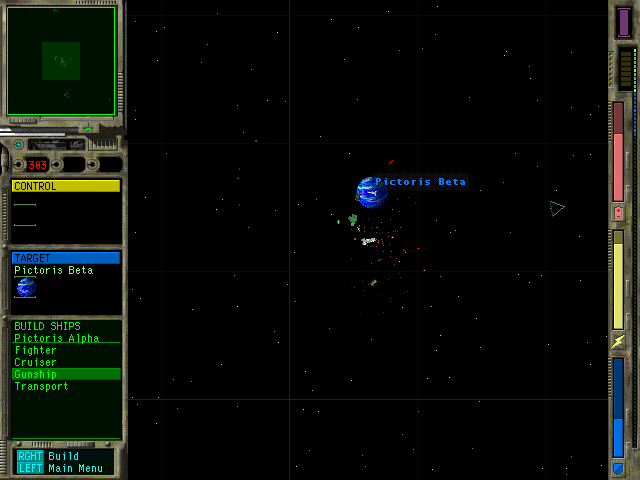 303
CONTROL
TARGET
Pictoris Beta
BUILD SHIPS
Pictoris Alpha
Fighter
Cruiser
Gunship
Transport
RGHT Build
LEFT Main Menu
Pictoris Beta